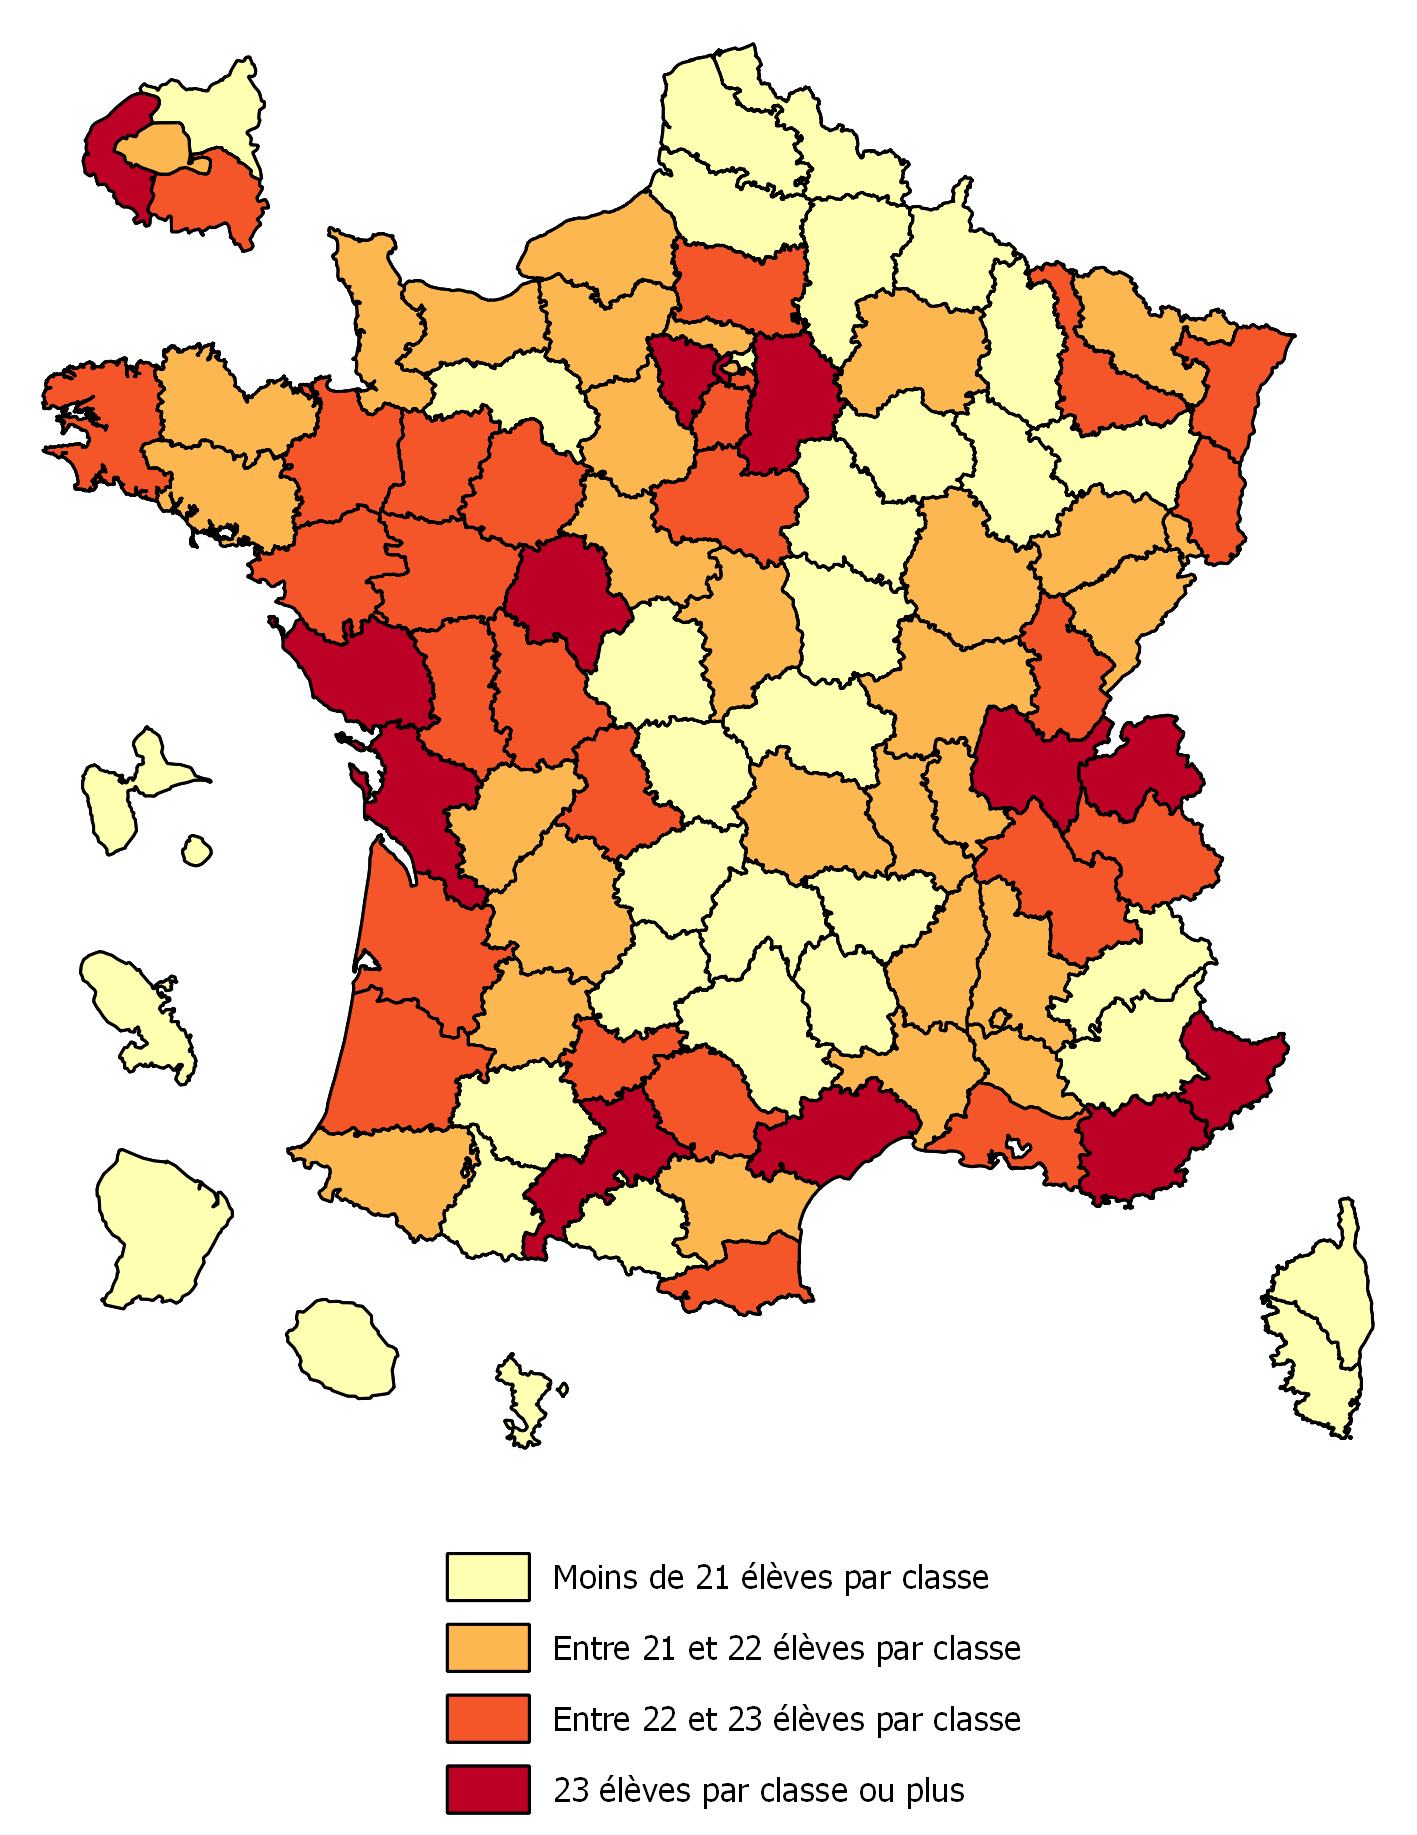 Moins de 21 élèves par classe
Entre 21 et 22 élèves par classe
Entre 22 et 23 élèves par classe
23 élèves par classe ou plus